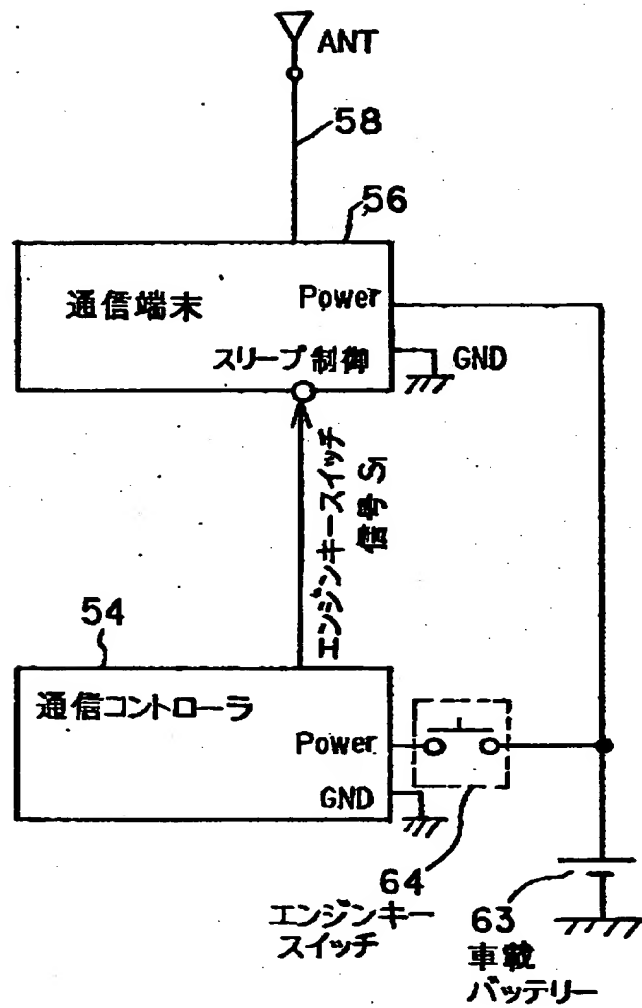 ANT
58
56
通信端末
Power
スリープ制御
GND
エンジンキースイッチ
信号 S1
54
通信コントローラ
Power
GND
64
エンジンキー
スイッチ
63
車載
バッテリー